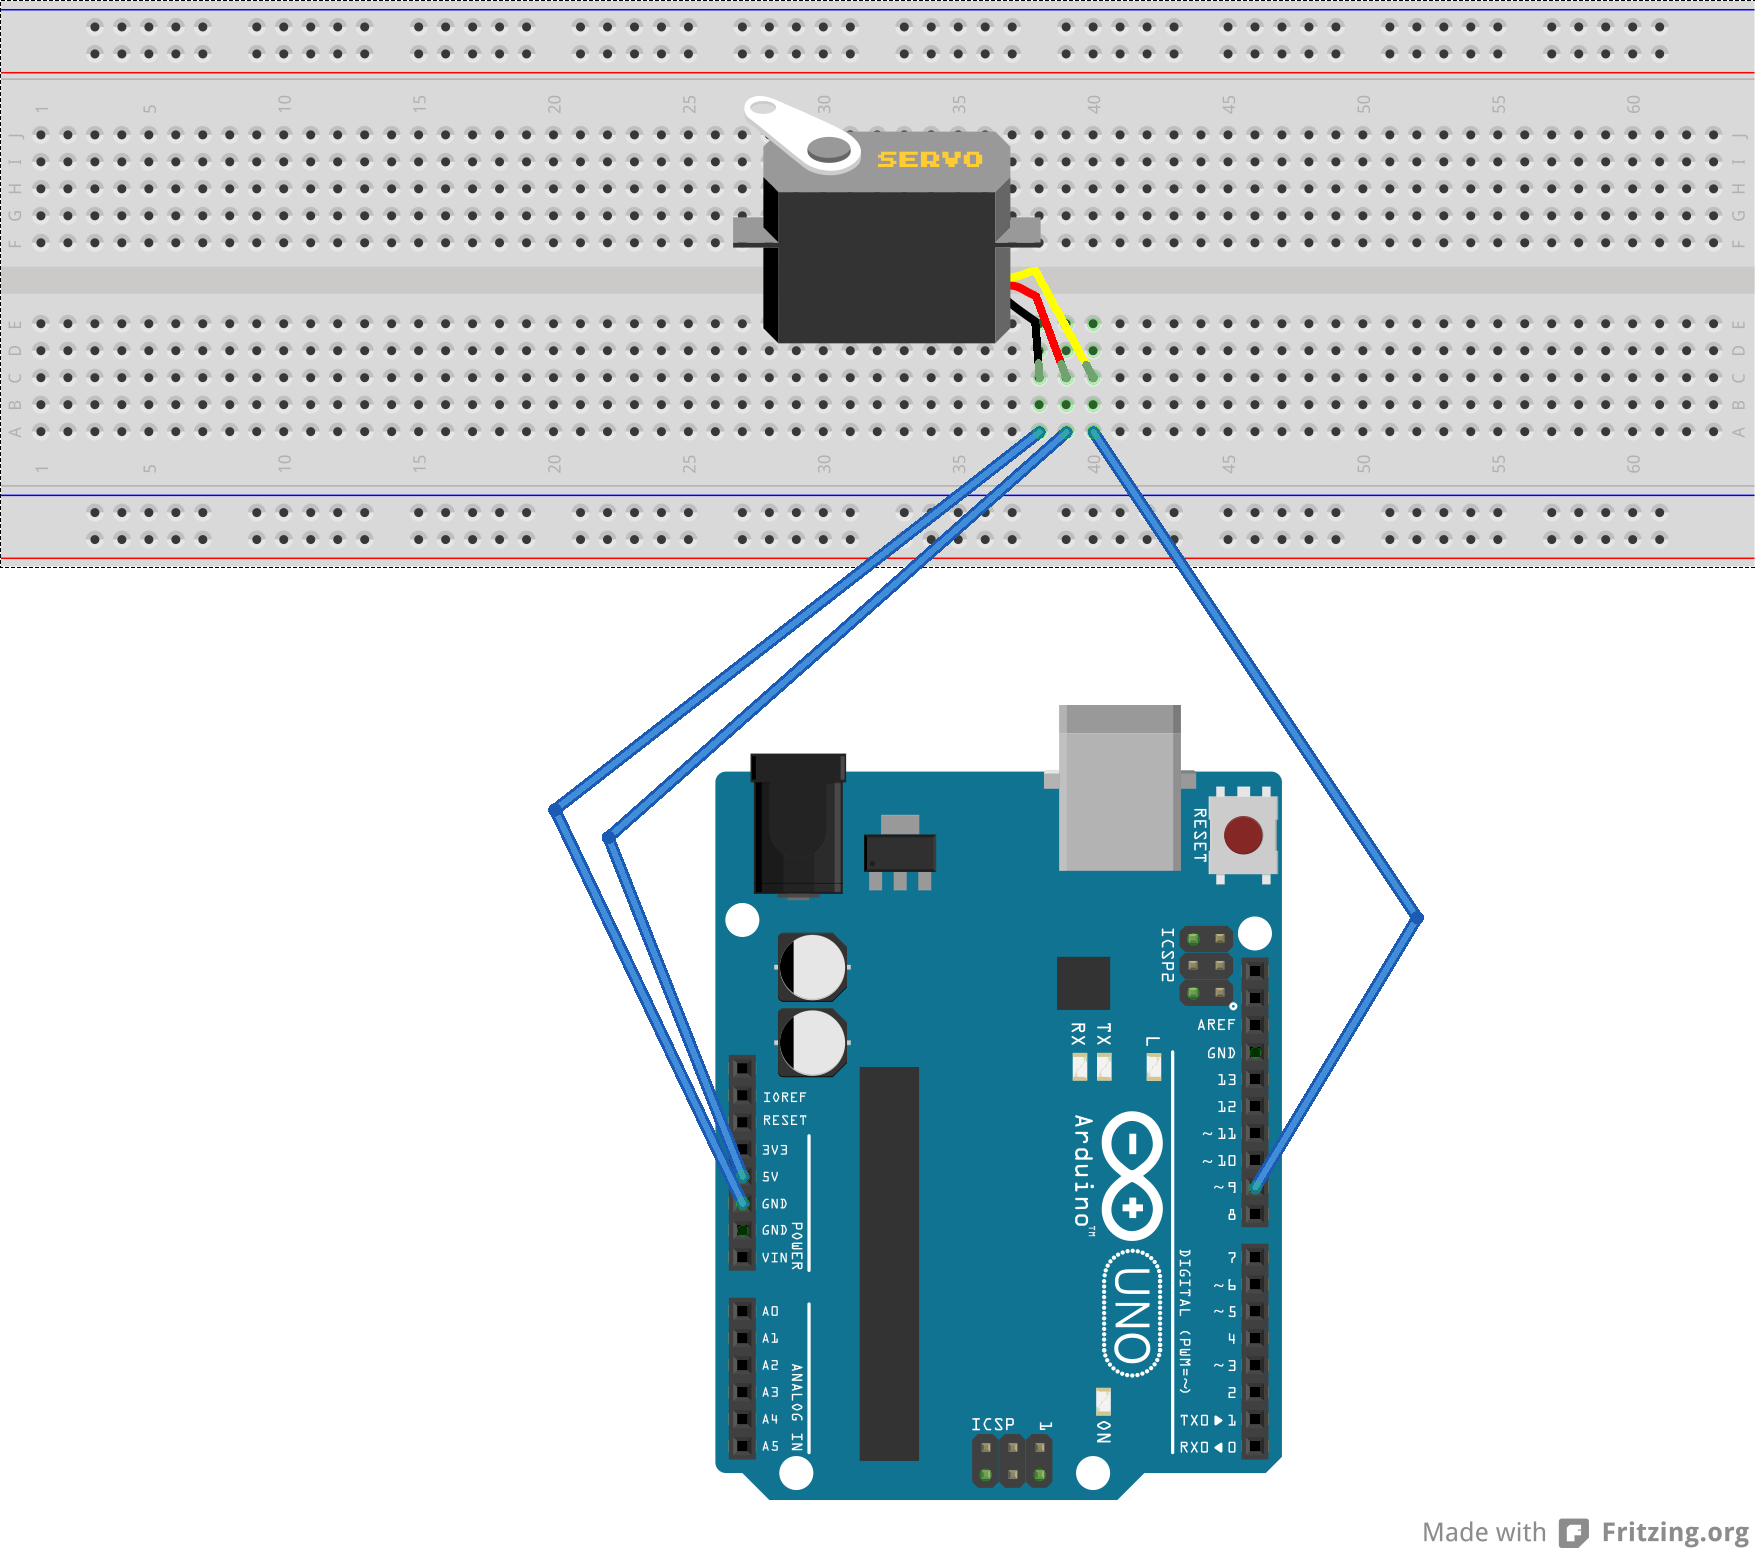 1 5 10 15 20 25 30 35 40 45 50 55 60
J J
I I
H H
G G
F F
SERVO
E E
D D
C C
B B
A A
1 5 10 15 20 25 30 35 40 45 50 55 60
RESET
ICSP2
AREF
GND
13
12
~11
~10
~9
8
RX TX L
IOREF
RESET
3V3
5V
GND
GND
VIN
POWER
Arduino™
UNO
DIGITAL (PWM=~)
7
~6
~5
4
~3
2
TX0▶1
RX0◀0
A0
A1
A2
A3
A4
A5
ANALOG IN
ICSP 1
ON
Made with Fritzing.org